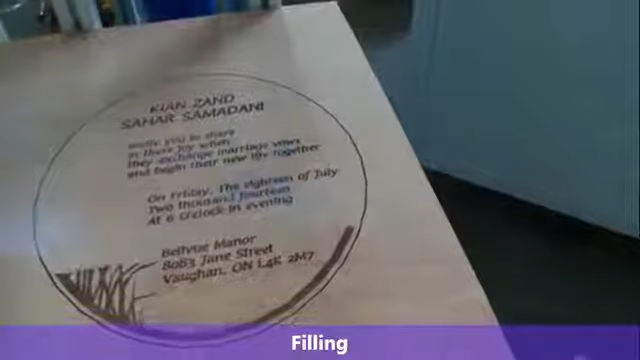 KIAN ZAND
SAHAR SAMADANI
invite you to share
in their joy when
they exchange marriage vows
and begin their new life together
On Friday, The eighteen of July
Two thousand fourteen
At 6 O'clock in evening
Bellvue Manor
8083 Jane Street
Vaughan, ON L4K 2M7
Filling